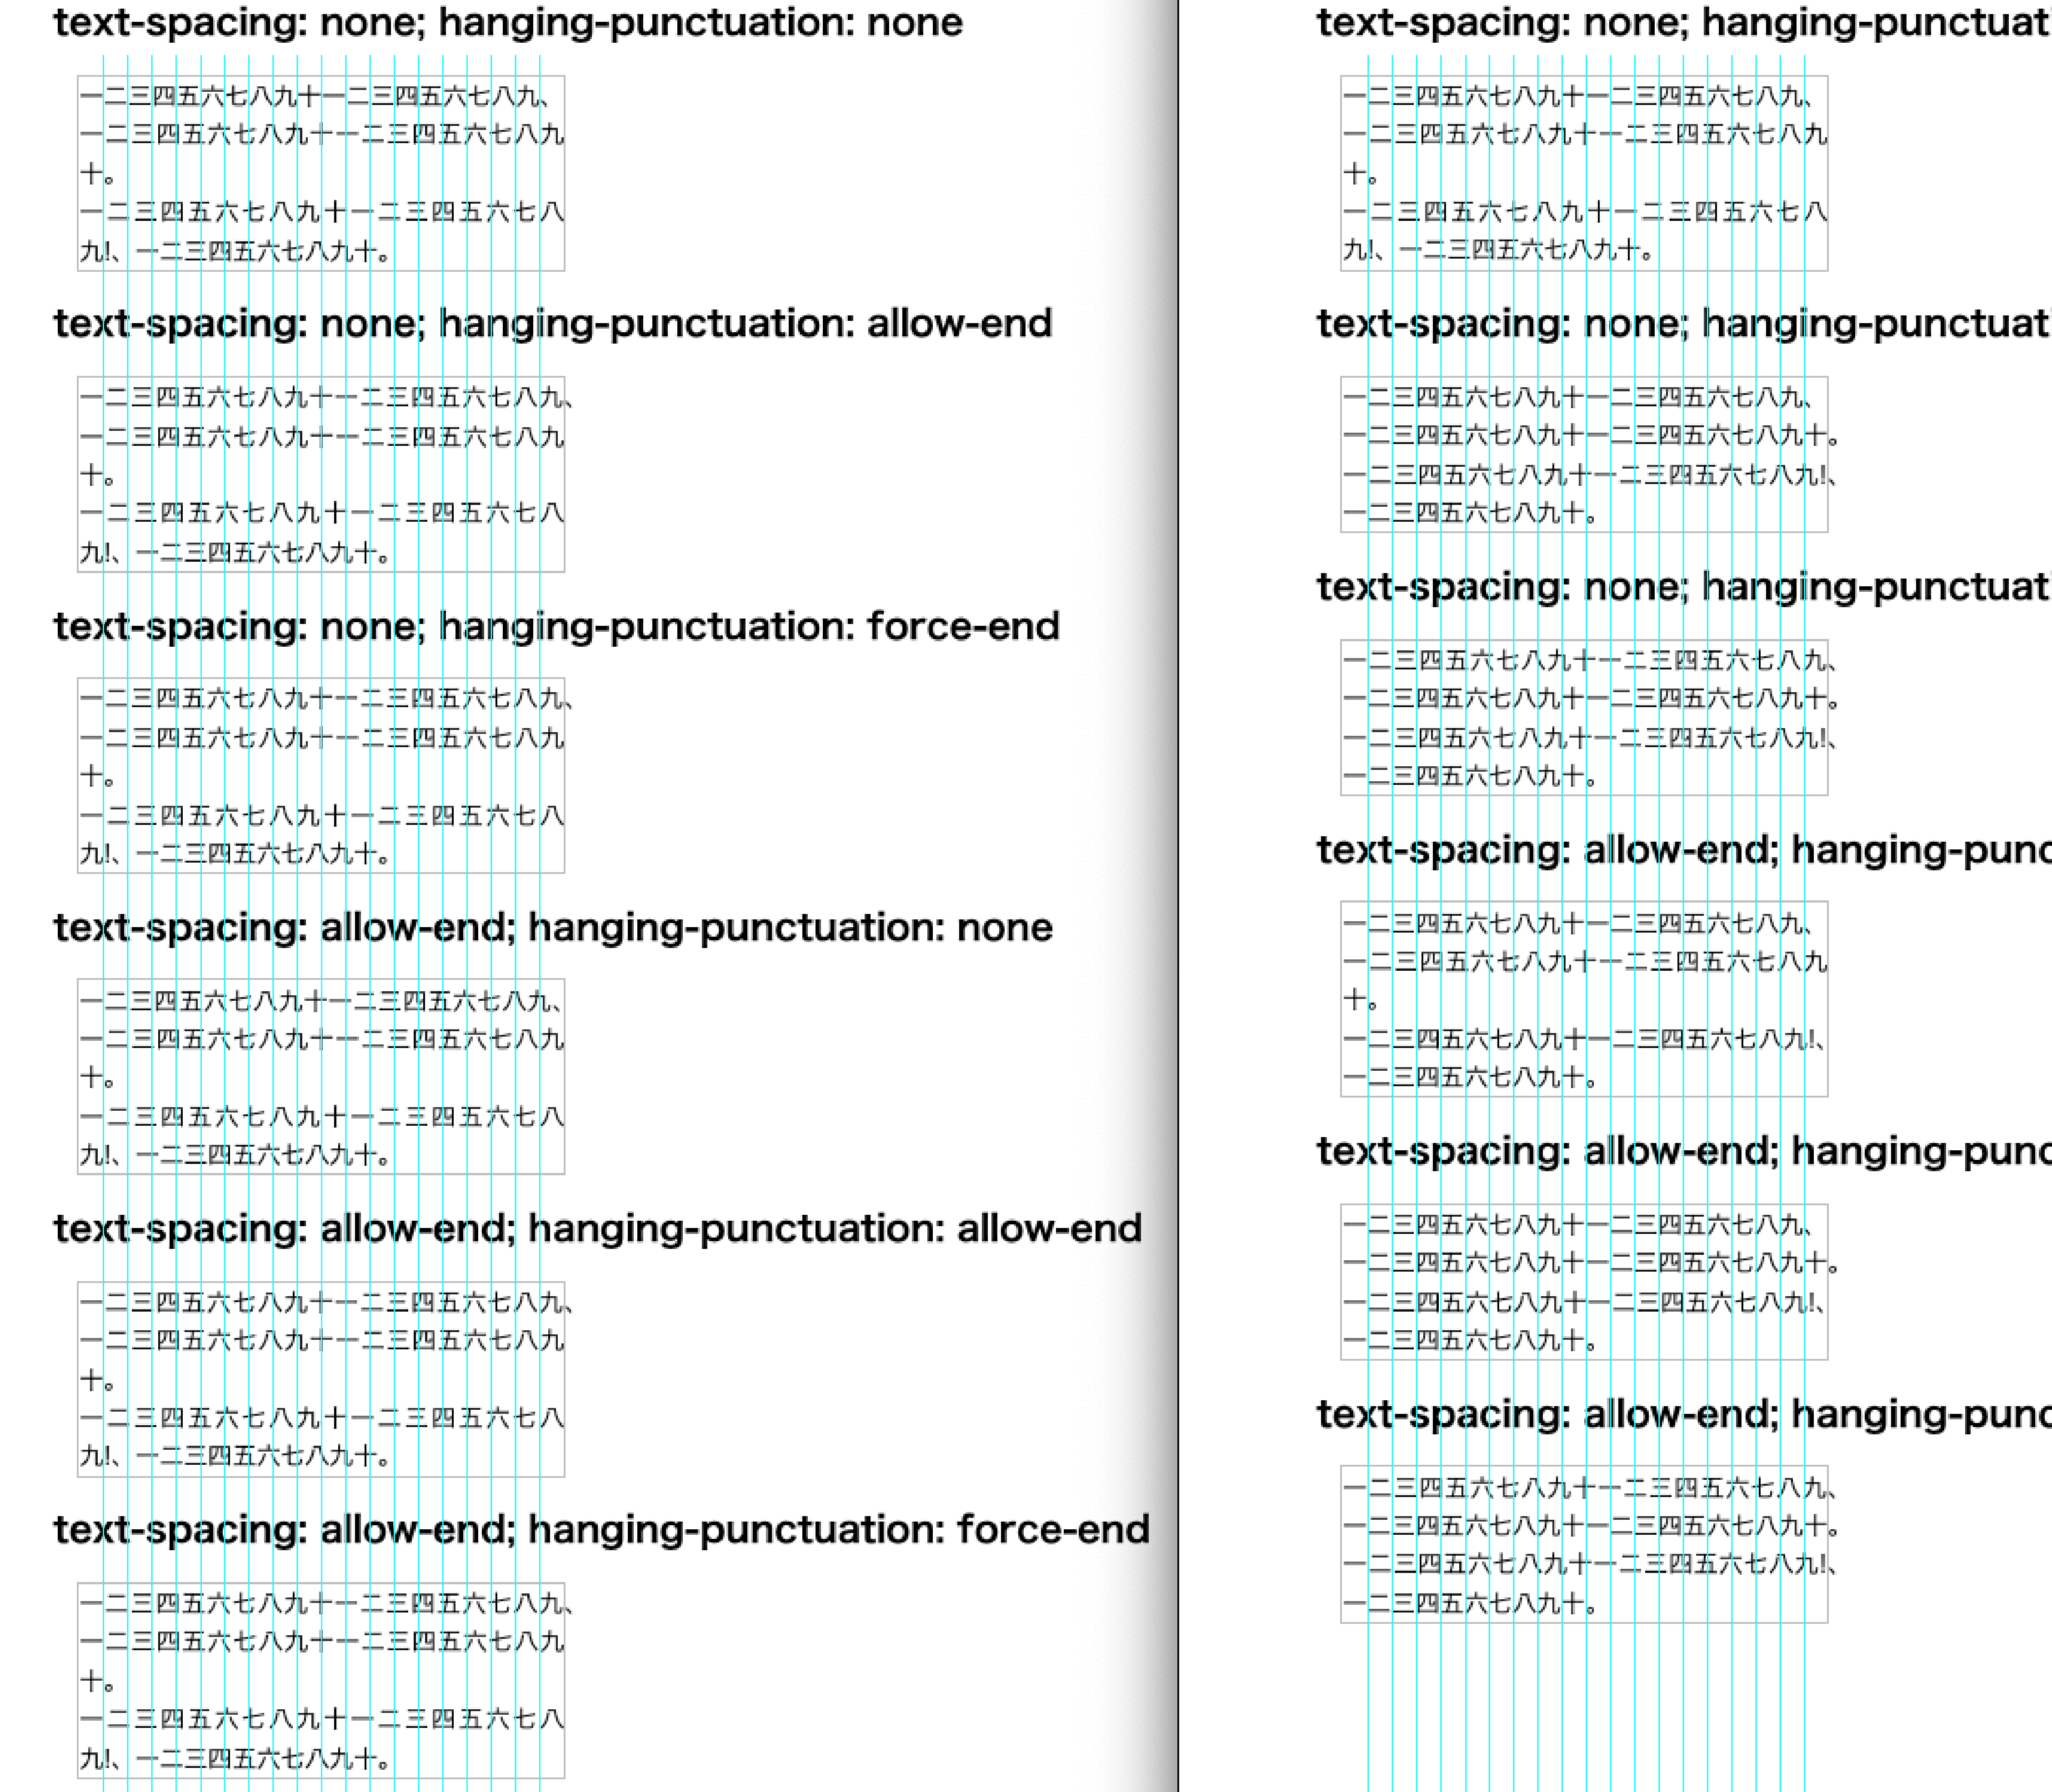 text-spacing: none; hanging-punctuation: none
一二三四五六七八九十一二三四五六七八九、
一二三四五六七八九十一二三四五六七八九
十。
一二三四五六七八九十一二三四五六七八
九!、一二三四五六七八九十。
text-spacing: none; hanging-punctuation: allow-end
一二三四五六七八九十一二三四五六七八九、
一二三四五六七八九十一二三四五六七八九
十。
一二三四五六七八九十一二三四五六七八
九!、一二三四五六七八九十。
text-spacing: none; hanging-punctuation: force-end
一二三四五六七八九十一二三四五六七八九、
一二三四五六七八九十一二三四五六七八九
十。
一二三四五六七八九十一二三四五六七八
九!、一二三四五六七八九十。
text-spacing: allow-end; hanging-punctuation: none
一二三四五六七八九十一二三四五六七八九、
一二三四五六七八九十一二三四五六七八九
十。
一二三四五六七八九十一二三四五六七八
九!、一二三四五六七八九十。
text-spacing: allow-end; hanging-punctuation: allow-end
一二三四五六七八九十一二三四五六七八九、
一二三四五六七八九十一二三四五六七八九
十。
一二三四五六七八九十一二三四五六七八
九!、一二三四五六七八九十。
text-spacing: allow-end; hanging-punctuation: force-end
一二三四五六七八九十一二三四五六七八九、
一二三四五六七八九十一二三四五六七八九
十。
一二三四五六七八九十一二三四五六七八
九!、一二三四五六七八九十。
text-spacing: none; hanging-punctuati
一二三四五六七八九十一二三四五六七八九、
一二三四五六七八九十一二三四五六七八九
十。
一二三四五六七八九十一二三四五六七八
九!、一二三四五六七八九十。
text-spacing: none; hanging-punctuati
一二三四五六七八九十一二三四五六七八九、
一二三四五六七八九十一二三四五六七八九十。
一二三四五六七八九十一二三四五六七八九!、
一二三四五六七八九十。
text-spacing: none; hanging-punctuati
一二三四五六七八九十一二三四五六七八九、
一二三四五六七八九十一二三四五六七八九十。
一二三四五六七八九十一二三四五六七八九!、
一二三四五六七八九十。
text-spacing: allow-end; hanging-punc
一二三四五六七八九十一二三四五六七八九、
一二三四五六七八九十一二三四五六七八九
十。
一二三四五六七八九十一二三四五六七八九!、
一二三四五六七八九十。
text-spacing: allow-end; hanging-punc
一二三四五六七八九十一二三四五六七八九、
一二三四五六七八九十一二三四五六七八九十。
一二三四五六七八九十一二三四五六七八九!、
一二三四五六七八九十。
text-spacing: allow-end; hanging-punc
一二三四五六七八九十一二三四五六七八九、
一二三四五六七八九十一二三四五六七八九十。
一二三四五六七八九十一二三四五六七八九!、
一二三四五六七八九十。